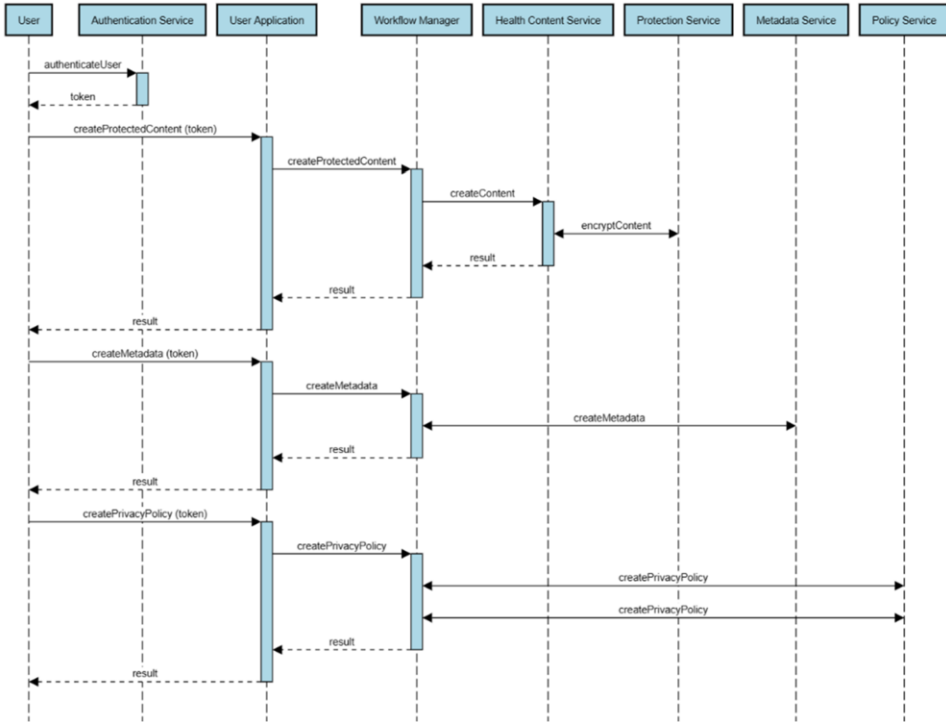 User
Authentication Service
User Application
Workflow Manager
Health Content Service
Protection Service
Metadata Service
Policy Service
authenticateUser
token
createProtectedContent (token)
createProtectedContent
createContent
encryptContent
result
result
result
createMetadata (token)
createMetadata
createMetadata
result
result
createPrivacyPolicy (token)
createPrivacyPolicy
createPrivacyPolicy
createPrivacyPolicy
result
result